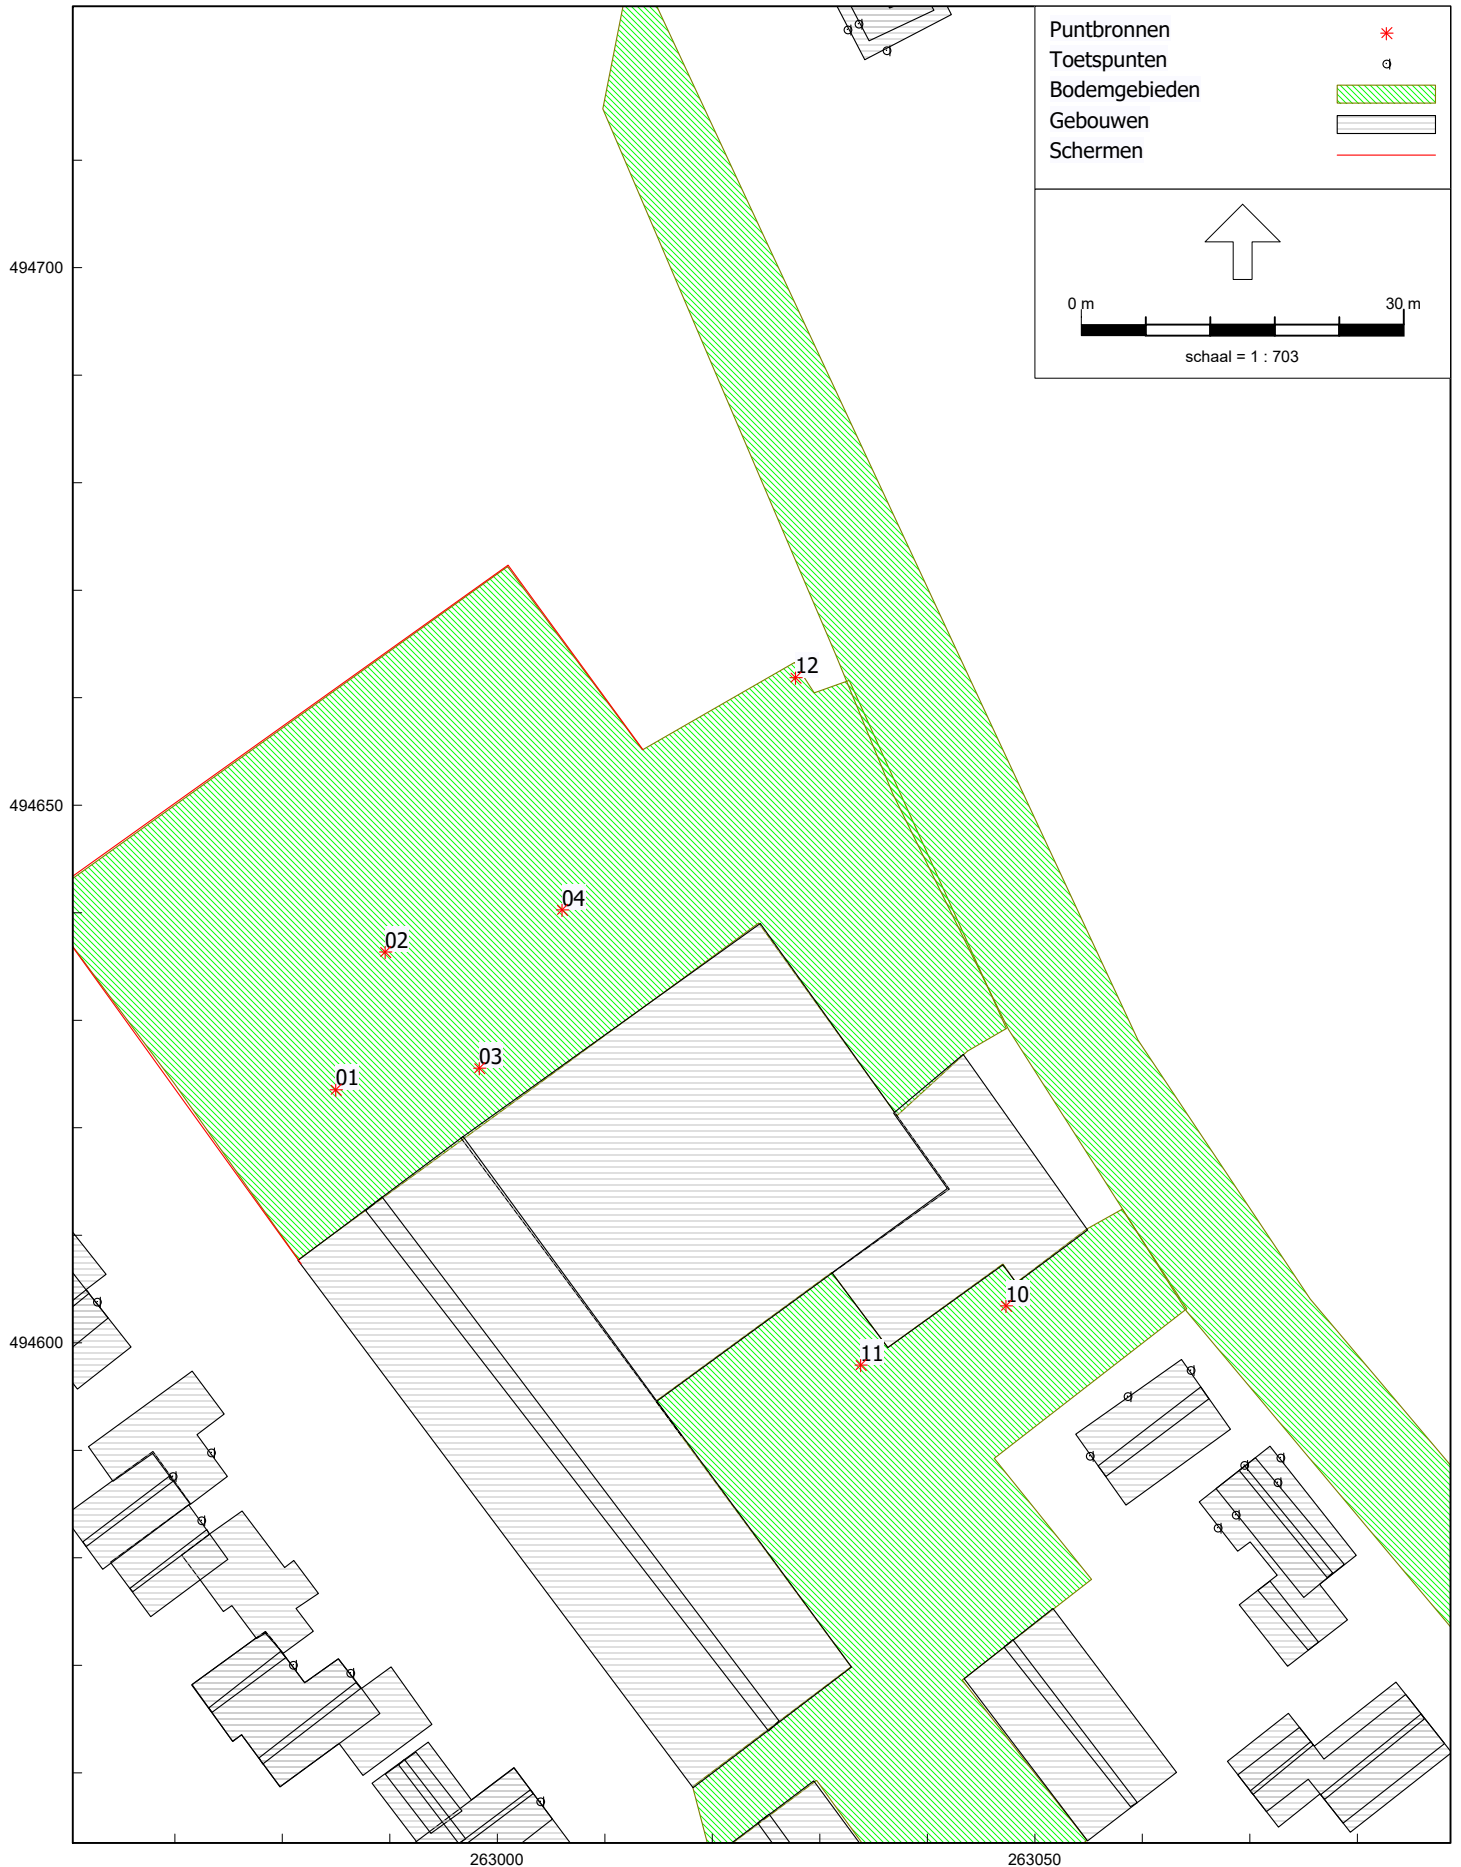 Puntbronnen
Toetspunten
Bodemgebieden
Gebouwen
Schermen
0 m 30 m
schaal = 1 : 703
494700
12
494650
04
02
03
01
10
494600
11
263000 263050